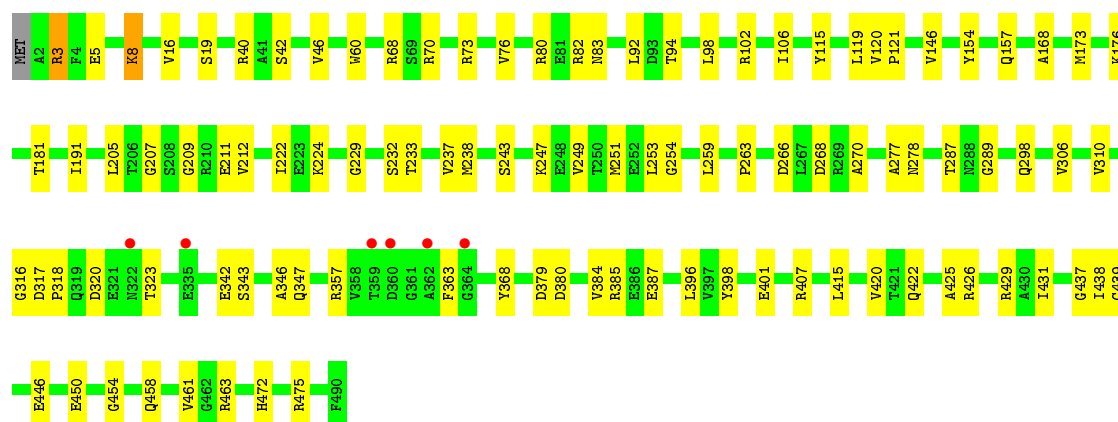 MET A2 R3 F4 E5 K8 V16 S19 R40 A41 S42 V46 W60 R68 S69 R70 R73 V76 R80 E81 R82 N83 L92 D93 T94 L98 R102 I106 Y115 L119 V120 P121 V146 Y154 Q157 A168 M173 K176
T181 I191 L205 T206 G207 S208 G209 R210 E211 V212 I222 E223 K224 G229 S232 T233 V237 M238 S243 K247 E248 V249 T250 M251 E252 L253 G254 L259 P263 D266 L267 D268 R269 A270 A277 N278 T287 N288 G289 Q298 V306 V310
G316 D317 P318 Q319 D320 E321 N322 T323 E335 E342 S343 A346 Q347 R357 V358 T359 D360 G361 A362 F363 G364 Y368 D379 D380 V384 R385 E386 E387 L396 V397 Y398 E401 R407 L415 V420 T421 Q422 A425 R426 R429 A430 I431 G437 I438
E446 E450 G454 Q458 V461 G462 R463 H472 R475 F490